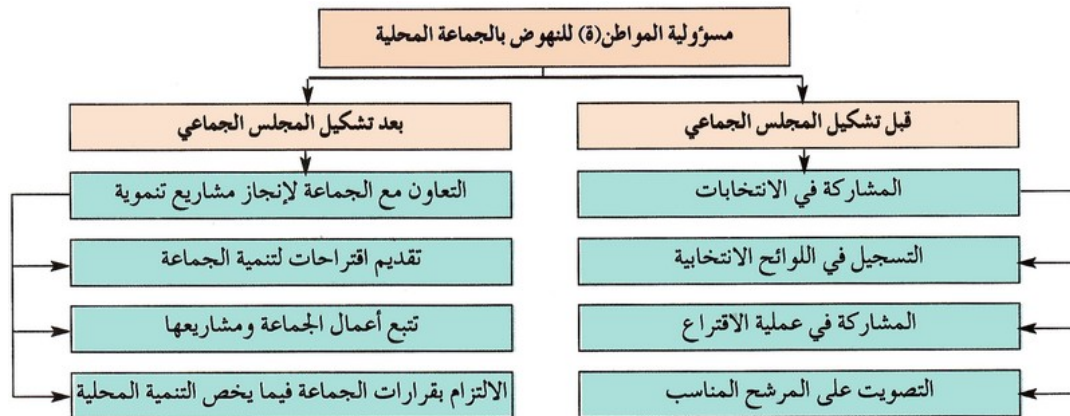 مسؤولية المواطن(ة) للنهوض بالجماعة المحلية
قبل تشكيل المجلس الجماعي
المشاركة في الانتخابات
التسجيل في اللوائح الانتخابية
المشاركة في عملية الاقتراع
التصويت على المرشح المناسب
بعد تشكيل المجلس الجماعي
التعاون مع الجماعة لإنجاز مشاريع تنموية
تقديم اقتراحات لتنمية الجماعة
تتبع أعمال الجماعة ومشاريعها
الالتزام بقرارات الجماعة فيما يخص التنمية المحلية